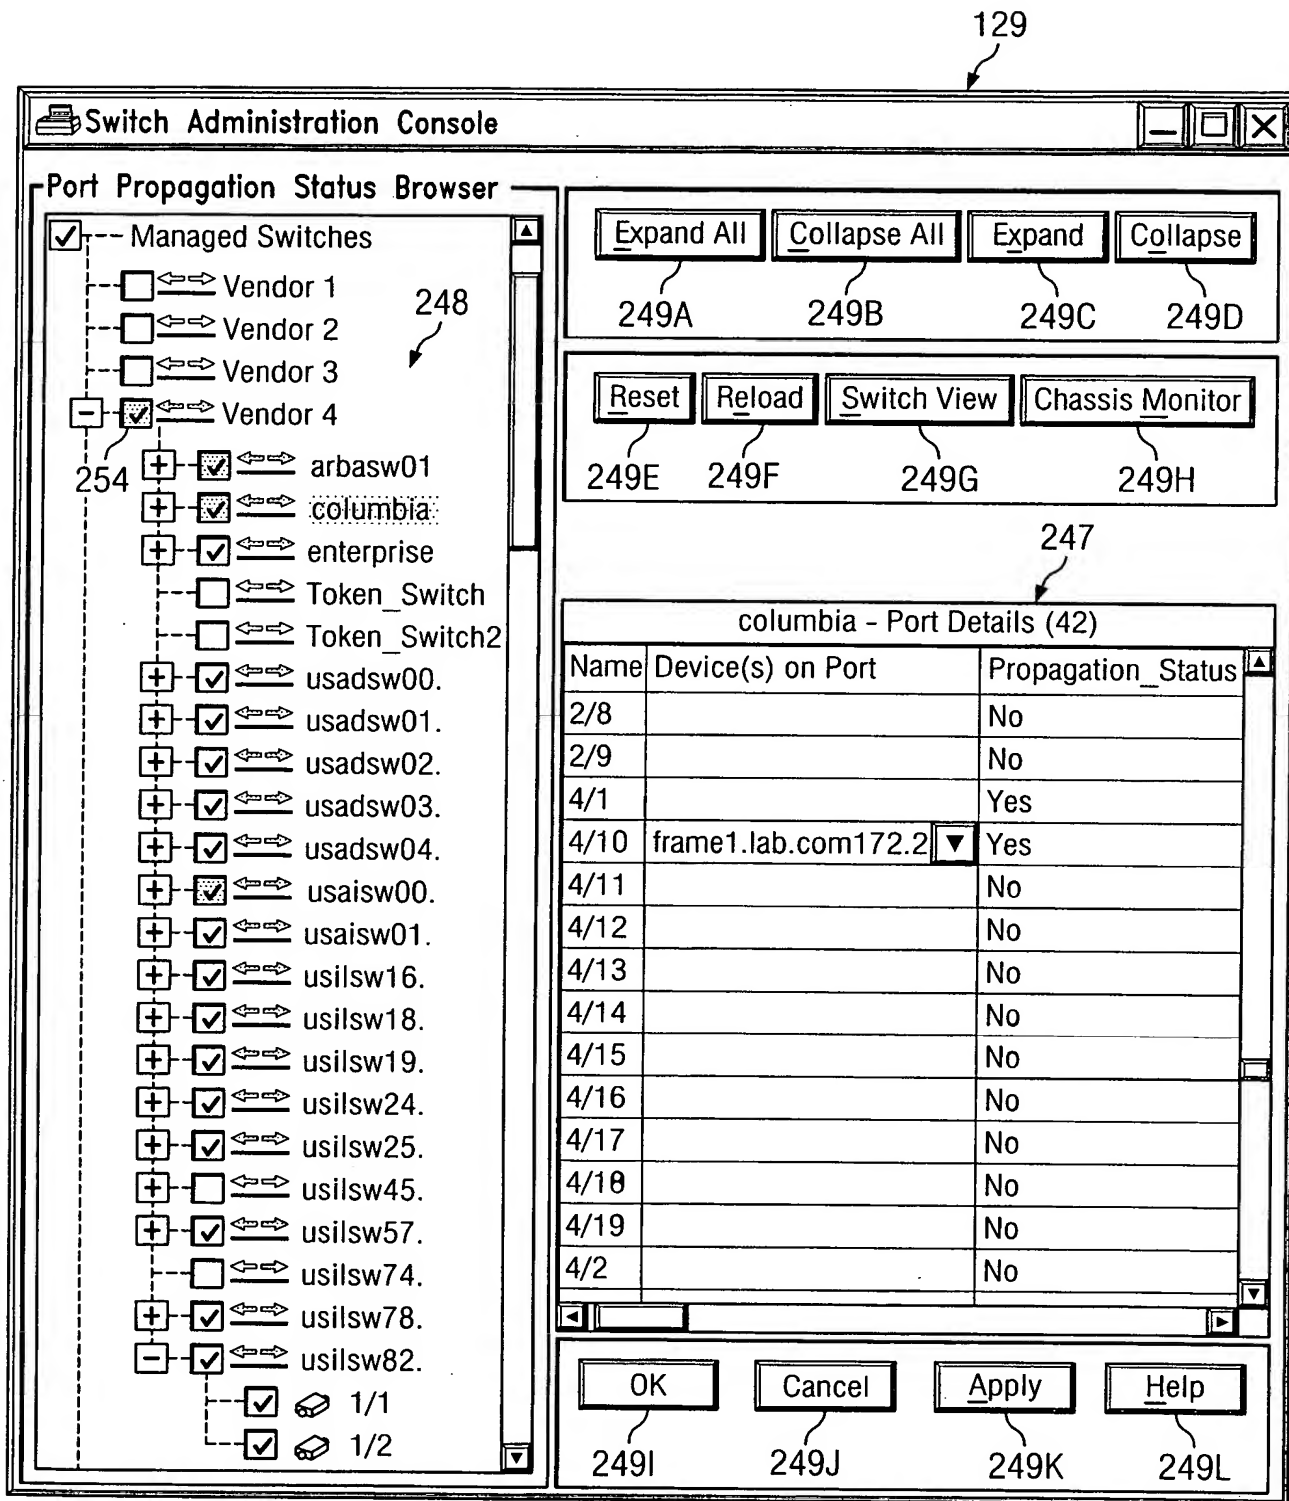 129
Switch Administration Console
Port Propagation Status Browser
Managed Switches
Vendor 1
Vendor 2
Vendor 3
Vendor 4
248
254
arbasw01
columbia
enterprise
Token_Switch
Token_Switch2
usadsw00.
usadsw01.
usadsw02.
usadsw03.
usadsw04.
usaisw00.
usaisw01.
usilsw16.
usilsw18.
usilsw19.
usilsw24.
usilsw25.
usilsw45.
usilsw57.
usilsw74.
usilsw78.
usilsw82.
1/1
1/2
Expand All Collapse All Expand Collapse
249A 249B 249C 249D
Reset Reload Switch View Chassis Monitor
249E 249F 249G 249H
247
columbia - Port Details (42)
Name Device(s) on Port Propagation_Status
2/8 No
2/9 No
4/1 Yes
4/10 frame1.lab.com172.2 Yes
4/11 No
4/12 No
4/13 No
4/14 No
4/15 No
4/16 No
4/17 No
4/18 No
4/19 No
4/2 No
OK Cancel Apply Help
249I 249J 249K 249L